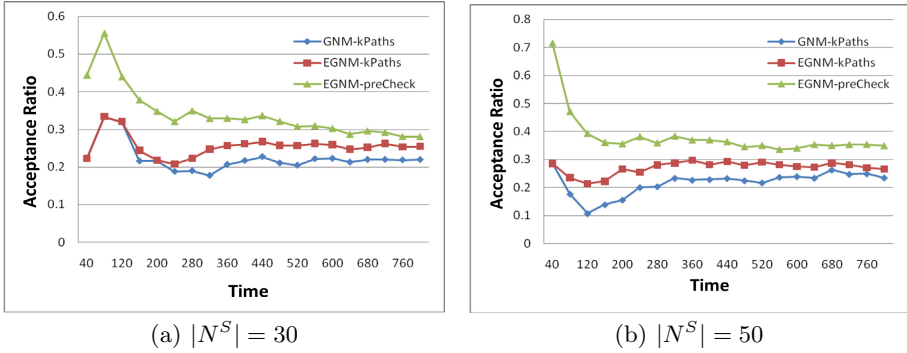 0.6
0.5
0.4
0.3
0.2
0.1
0
Acceptance Ratio
GNM-kPaths
EGNM-kPaths
EGNM-preCheck
40 120 200 280 360 440 520 600 680 760
Time
(a) |N^S| = 30
0.8
0.7
0.6
0.5
0.4
0.3
0.2
0.1
0
Acceptance Ratio
GNM-kPaths
EGNM-kPaths
EGNM-preCheck
40 120 200 280 360 440 520 600 680 760
Time
(b) |N^S| = 50